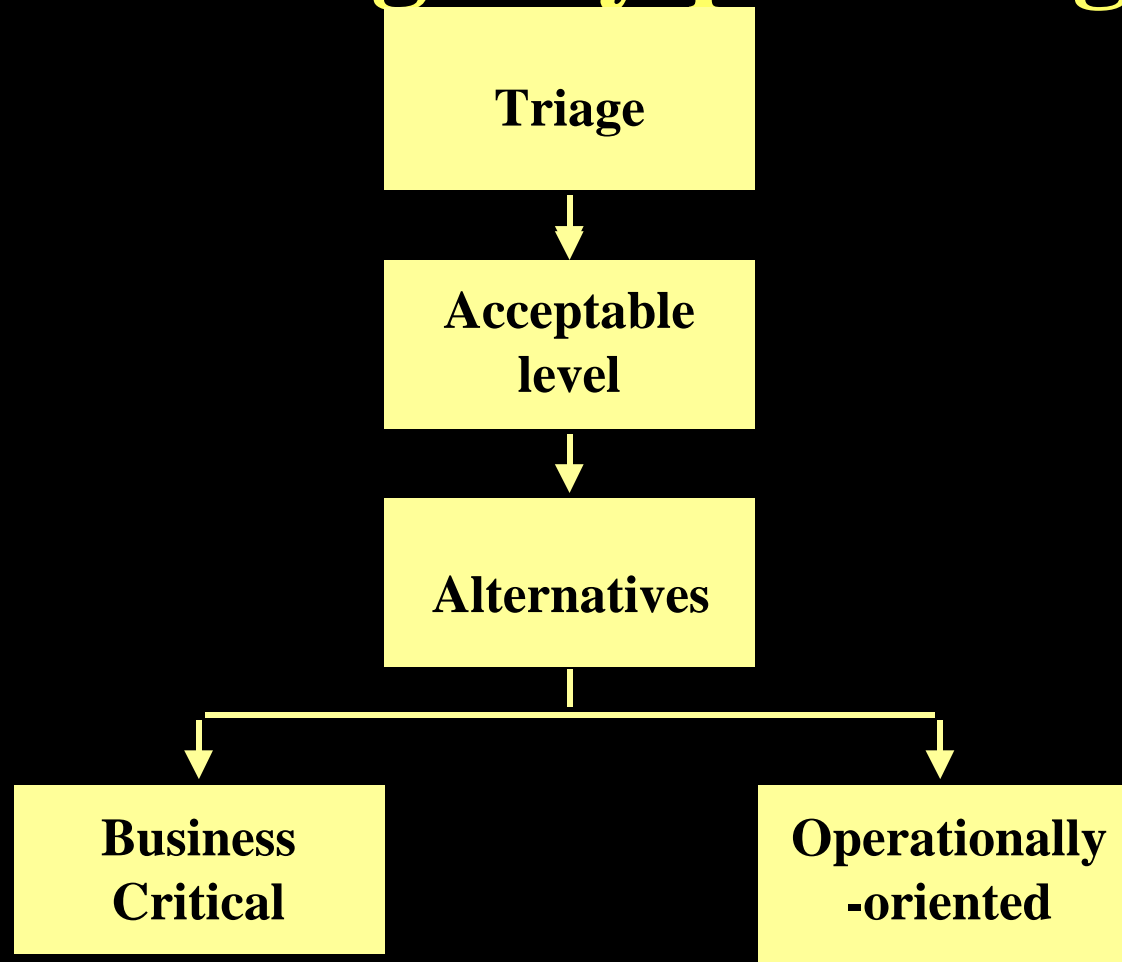 Triage
Acceptable
level
Alternatives
Business
Critical
Operationally
-oriented